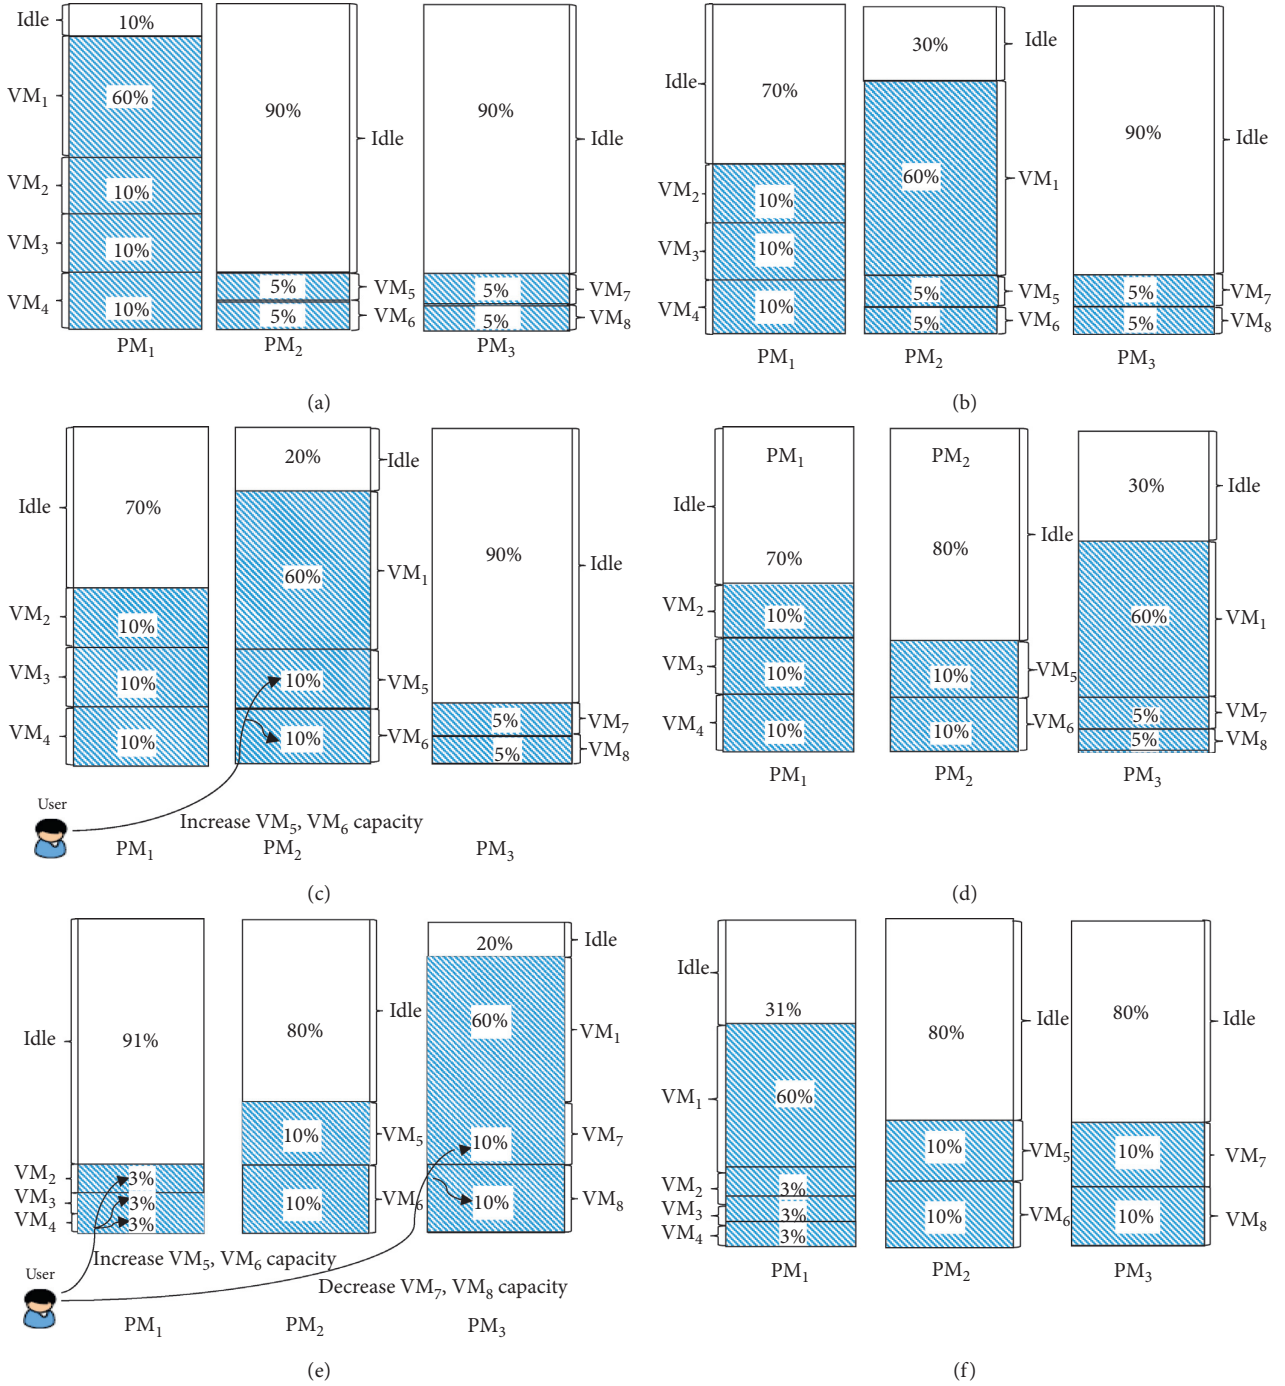 Idle
10%
VM1
60%
VM2
10%
VM3
10%
VM4
10%
PM1
90%
Idle
5%
VM5
5%
VM6
PM2
90%
Idle
5%
VM7
5%
VM8
PM3
(a)
Idle
70%
VM2
10%
VM3
10%
VM4
10%
PM1
30%
Idle
60%
VM1
5%
VM5
5%
VM6
PM2
90%
Idle
5%
VM7
5%
VM8
PM3
(b)
Idle
70%
VM2
10%
VM3
10%
VM4
10%
20%
Idle
60%
VM1
10%
VM5
10%
VM6
90%
Idle
5%
VM7
5%
VM8
User
Increase VM5, VM6 capacity
PM1
PM2
PM3
(c)
PM1
Idle
70%
VM2
10%
VM3
10%
VM4
10%
PM1
PM2
80%
Idle
10%
VM5
10%
VM6
PM2
30%
Idle
60%
VM1
5%
VM7
5%
VM8
PM3
(d)
Idle
91%
VM2
3%
VM3
3%
VM4
3%
80%
Idle
10%
VM5
10%
VM6
20%
Idle
60%
VM1
10%
VM7
10%
VM8
Increase VM5, VM6 capacity
User
Decrease VM7, VM8 capacity
PM1
PM2
PM3
(e)
Idle
31%
VM1
60%
VM2
3%
VM3
3%
VM4
3%
PM1
80%
Idle
10%
VM5
10%
VM6
PM2
80%
Idle
10%
VM7
10%
VM8
PM3
(f)